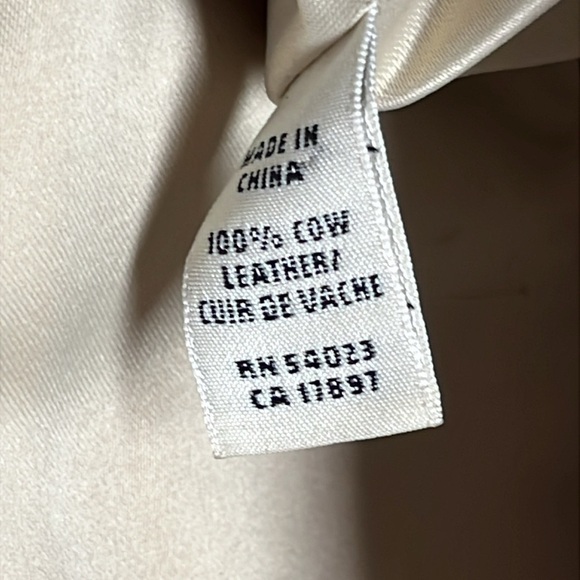 MADE IN
CHINA
100% COW
LEATHER/
CUIR DE VACHE
RN 54023
CA 17897